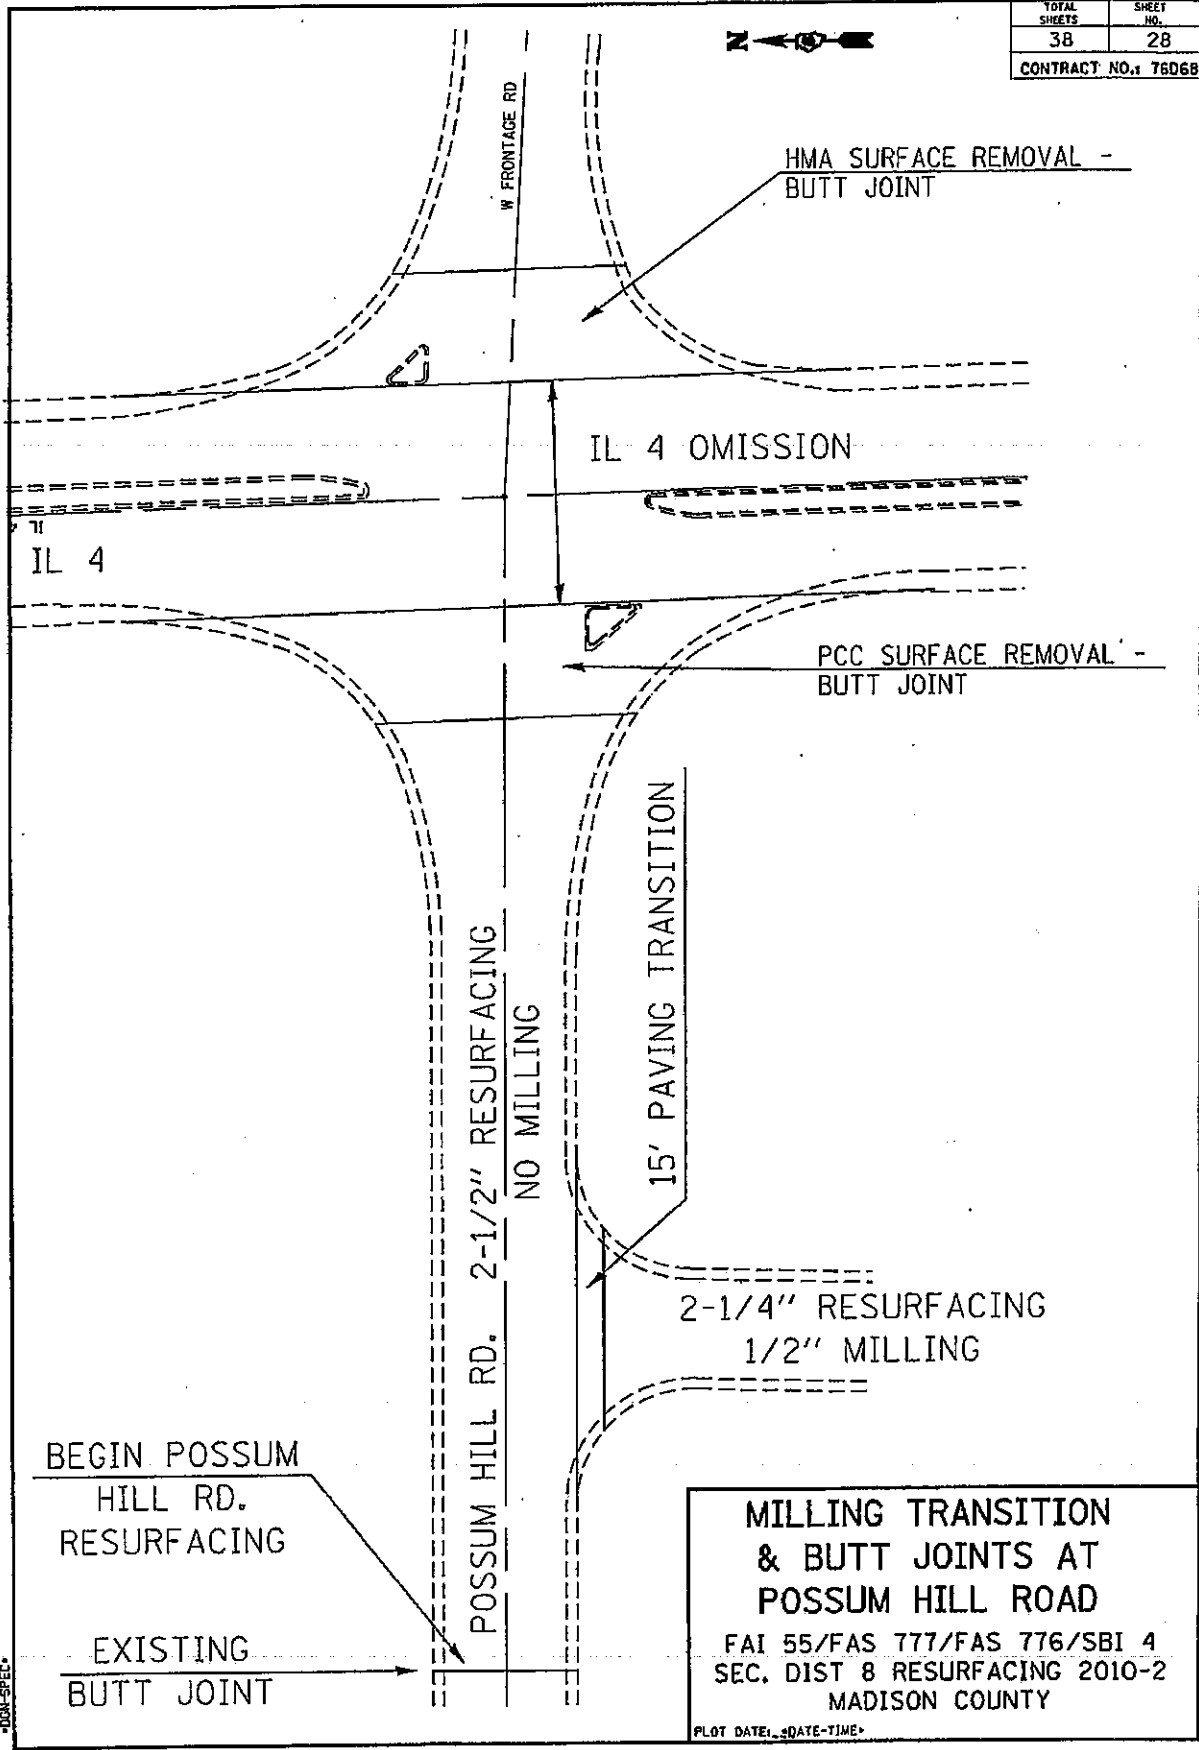 TOTAL SHEETS
SHEET NO.
38
28
CONTRACT NO.: 76D68
N
W FRONTAGE RD
HMA SURFACE REMOVAL -
BUTT JOINT
IL 4 OMISSION
IL
IL 4
PCC SURFACE REMOVAL -
BUTT JOINT
15' PAVING TRANSITION
POSSUM HILL RD. 2-1/2" RESURFACING
NO MILLING
2-1/4" RESURFACING
1/2" MILLING
BEGIN POSSUM
HILL RD.
RESURFACING
EXISTING
BUTT JOINT
MILLING TRANSITION
& BUTT JOINTS AT
POSSUM HILL ROAD
FAI 55/FAS 777/FAS 776/SBI 4
SEC. DIST 8 RESURFACING 2010-2
MADISON COUNTY
PLOT DATE: *DATE-TIME*
*DGN-SPEC*